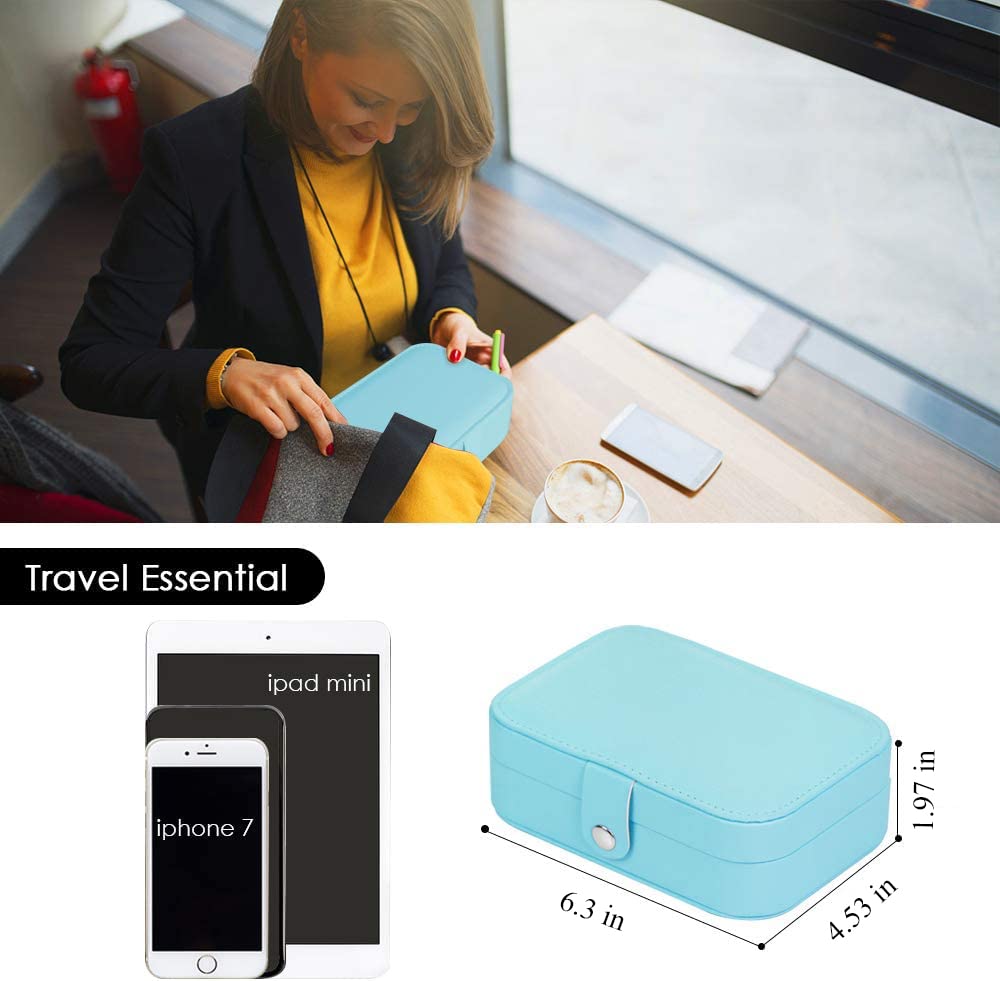 Travel Essential
ipad mini
iphone 7
1.97 in
6.3 in
4.53 in